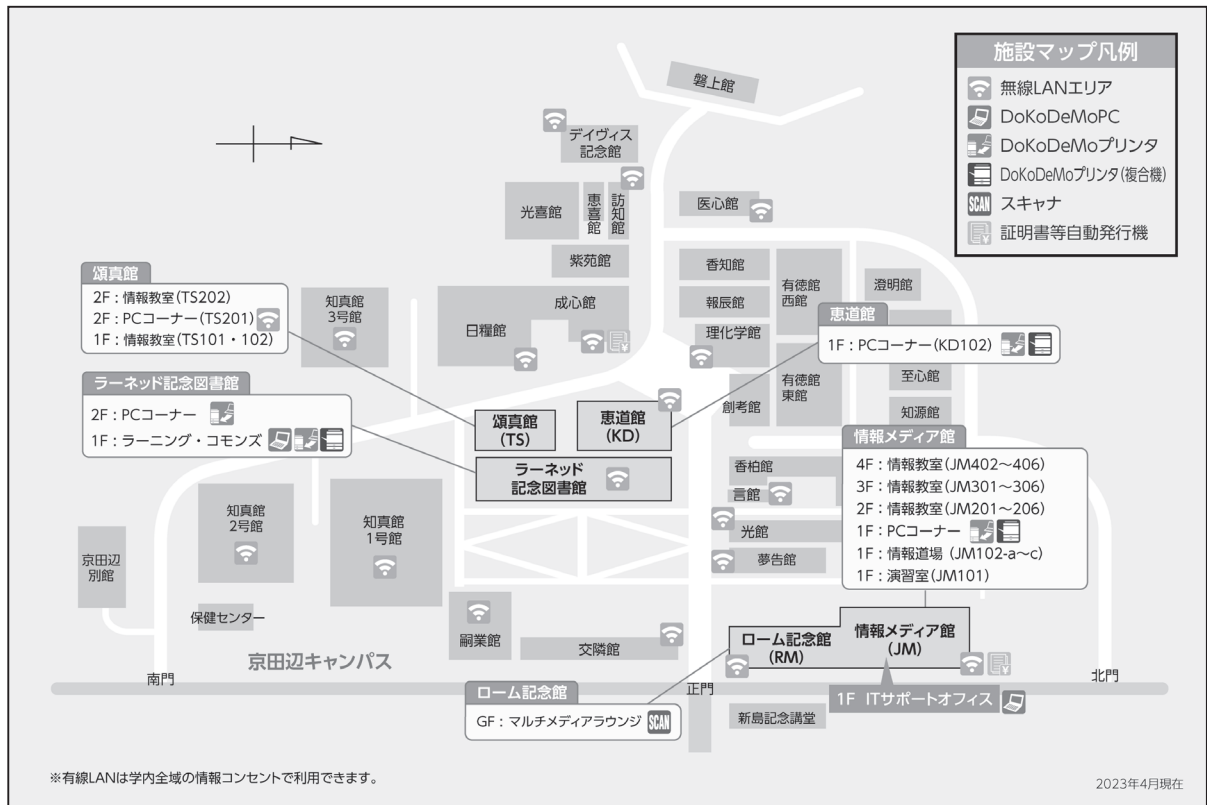 施設マップ凡例
無線LANエリア
DoKoDeMoPC
DoKoDeMoプリンタ
DoKoDeMoプリンタ(複合機)
SCAN スキャナ
証明書等自動発行機
磐上館
デイヴィス
記念館
光喜館
恵喜館
訪知館
医心館
紫苑館
香知館
有徳館
西館
澄明館
報辰館
理化学館
成心館
日糧館
知真館
3号館
頌真館
2F：情報教室(TS202)
2F：PCコーナー(TS201)
1F：情報教室(TS101・102)
恵道館
1F：PCコーナー(KD102)
ラーネッド記念図書館
2F：PCコーナー
1F：ラーニング・コモンズ
頌真館
(TS)
恵道館
(KD)
創考館
有徳館
東館
至心館
知源館
ラーネッド
記念図書館
情報メディア館
4F：情報教室(JM402～406)
3F：情報教室(JM301～306)
2F：情報教室(JM201～206)
1F：PCコーナー
1F：情報道場 (JM102-a～c)
1F：演習室(JM101)
香柏館
言館
光館
夢告館
知真館
2号館
知真館
1号館
京田辺
別館
保健センター
嗣業館
交隣館
ローム記念館
(RM)
情報メディア館
(JM)
京田辺キャンパス
南門
正門
北門
ローム記念館
GF：マルチメディアラウンジ SCAN
1F ITサポートオフィス
新島記念講堂
※有線LANは学内全域の情報コンセントで利用できます。
2023年4月現在